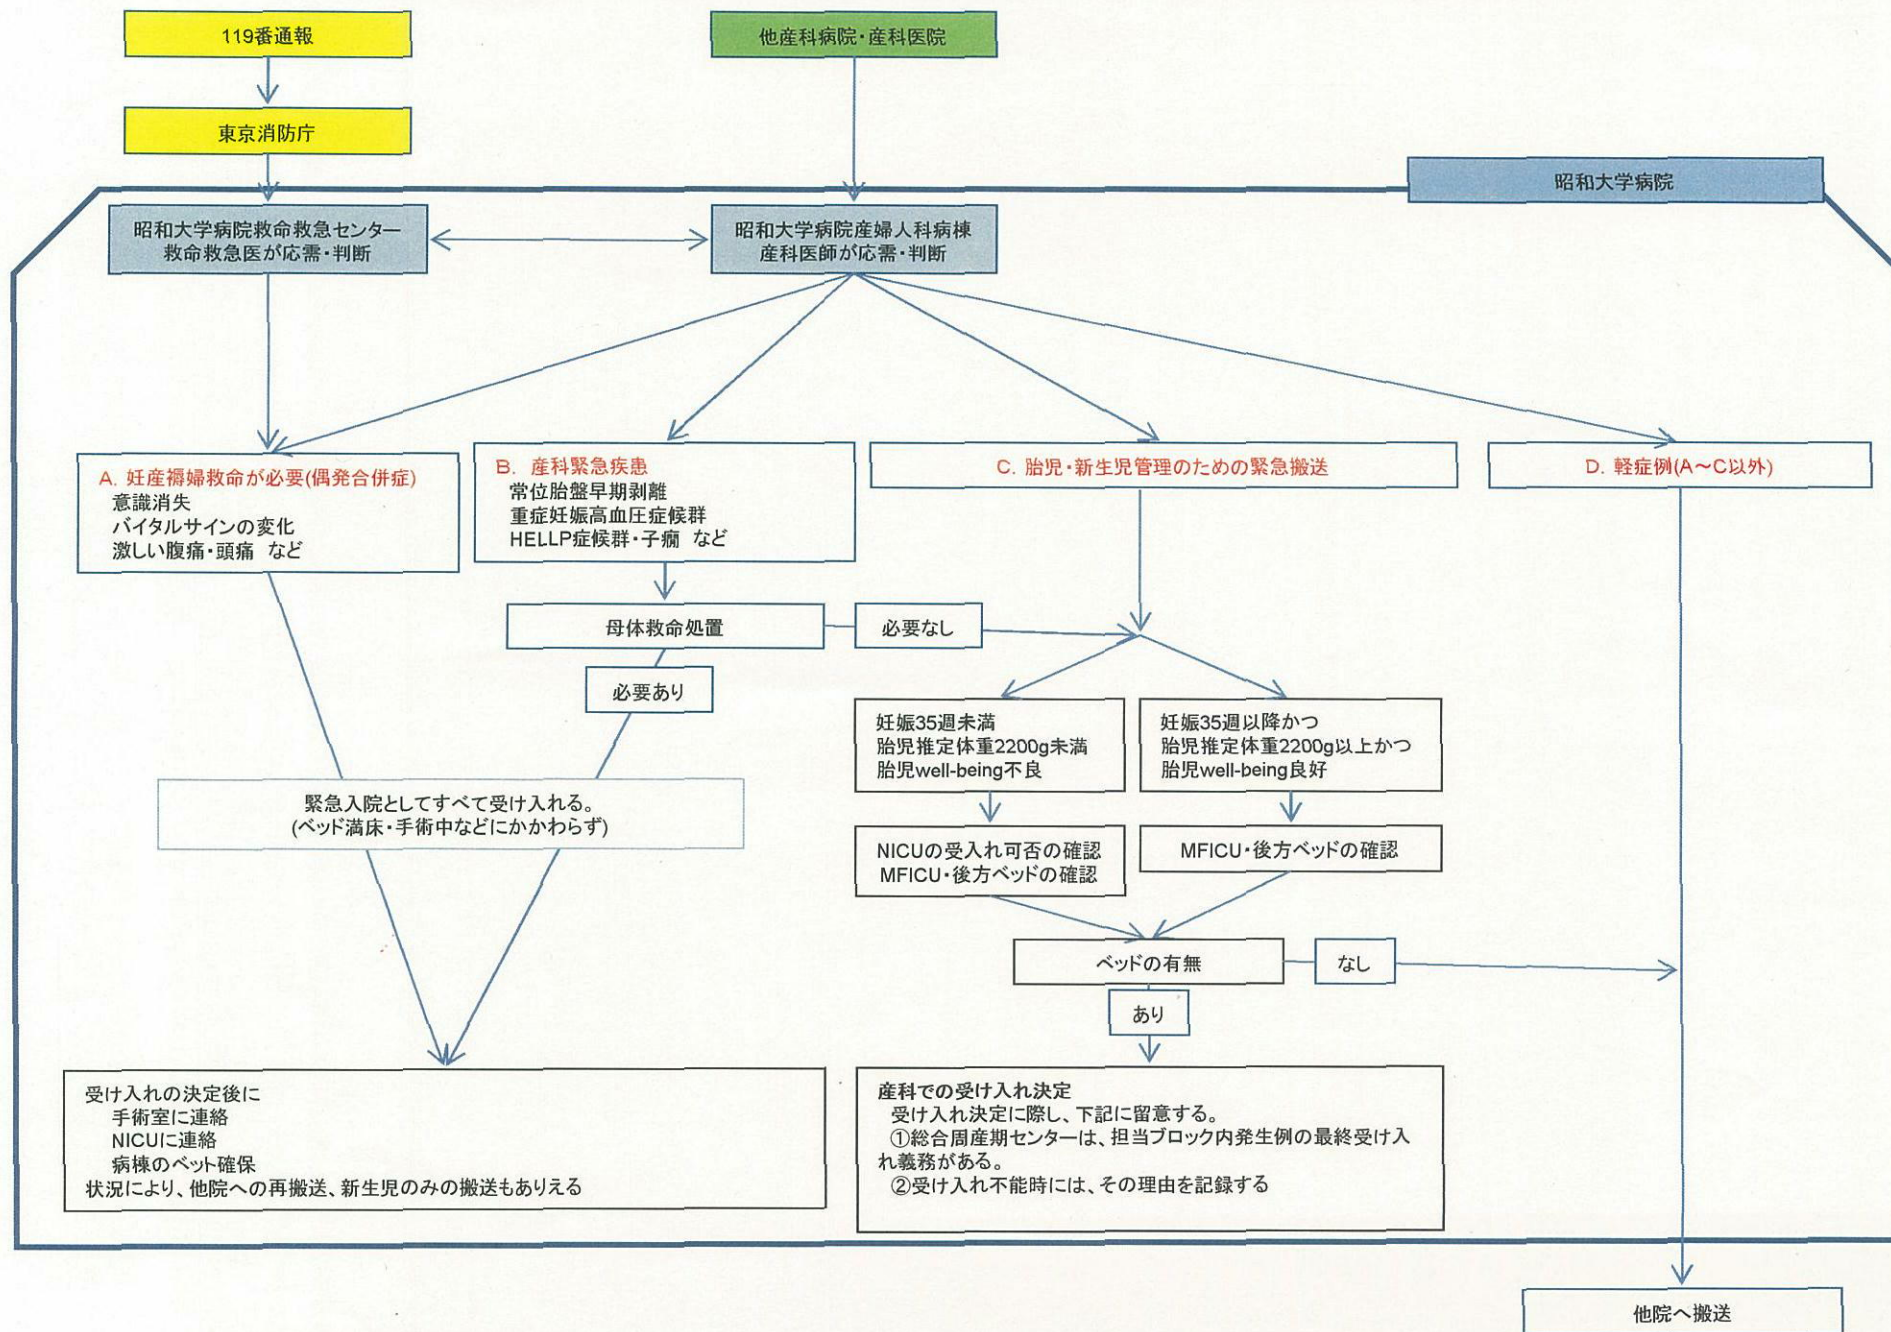 119番通報
他産科病院・産科医院
東京消防庁
昭和大学病院
昭和大学病院救命救急センター
救命救急医が応需・判断
昭和大学病院産婦人科病棟
産科医師が応需・判断
A. 妊産褥婦救命が必要(偶発合併症)
意識消失
バイタルサインの変化
激しい腹痛・頭痛 など
B. 産科緊急疾患
常位胎盤早期剥離
重症妊娠高血圧症候群
HELLP症候群・子癇 など
C. 胎児・新生児管理のための緊急搬送
D. 軽症例(A～C以外)
母体救命処置
必要なし
必要あり
妊娠35週未満
胎児推定体重2200g未満
胎児well-being不良
妊娠35週以降かつ
胎児推定体重2200g以上かつ
胎児well-being良好
緊急入院としてすべて受け入れる。
(ベッド満床・手術中などにかかわらず)
NICUの受入れ可否の確認
MFICU・後方ベッドの確認
MFICU・後方ベッドの確認
ベッドの有無
なし
あり
受け入れの決定後に
手術室に連絡
NICUに連絡
病棟のベット確保
状況により、他院への再搬送、新生児のみの搬送もありえる
産科での受け入れ決定
受け入れ決定に際し、下記に留意する。
①総合周産期センターは、担当ブロック内発生例の最終受け入
れ義務がある。
②受け入れ不能時には、その理由を記録する
他院へ搬送